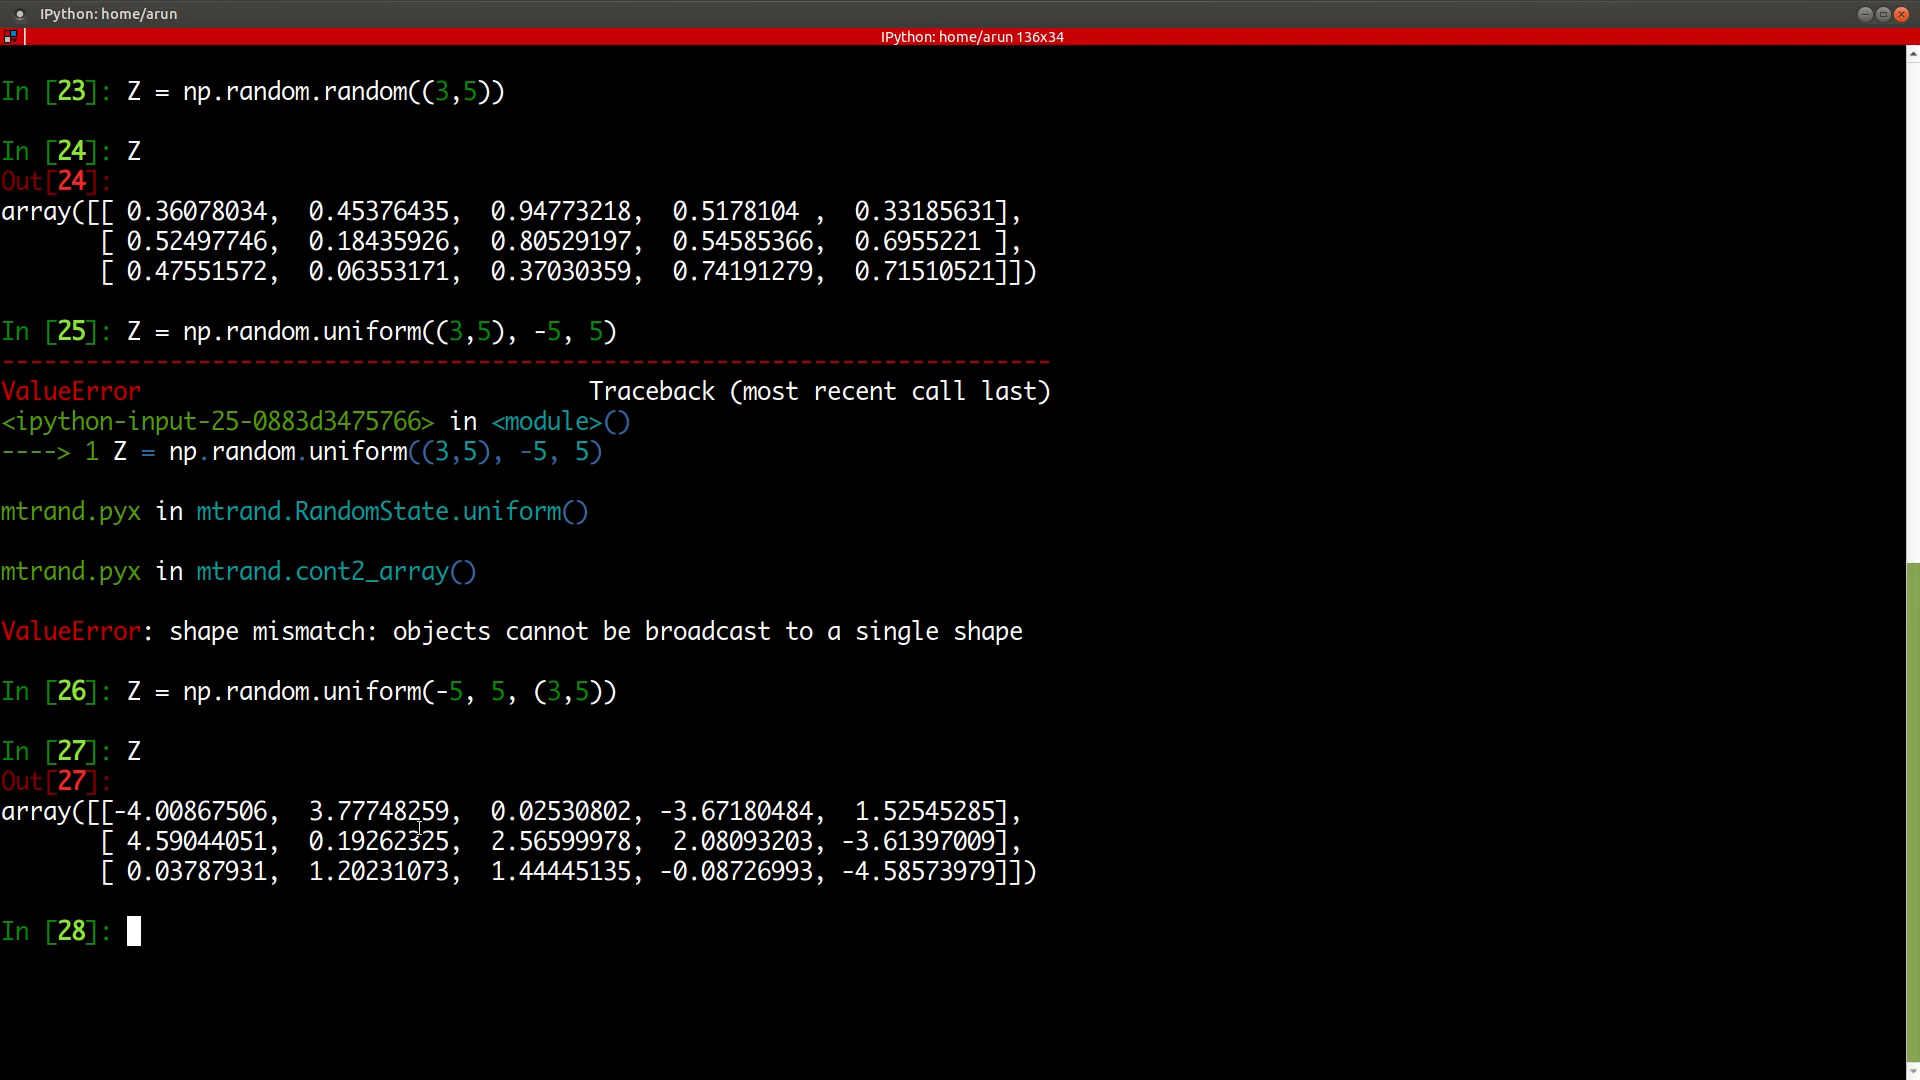 IPython: home/arun
IPython: home/arun 136x34
In [23]: Z = np.random.random((3,5))
In [24]: Z
Out[24]:
array([[ 0.36078034,  0.45376435,  0.94773218,  0.5178104 ,  0.33185631],
       [ 0.52497746,  0.18435926,  0.80529197,  0.54585366,  0.6955221 ],
       [ 0.47551572,  0.06353171,  0.37030359,  0.74191279,  0.71510521]])
In [25]: Z = np.random.uniform((3,5), -5, 5)
---------------------------------------------------------------------------
ValueError                                Traceback (most recent call last)
<ipython-input-25-0883d3475766> in <module>()
----> 1 Z = np.random.uniform((3,5), -5, 5)
mtrand.pyx in mtrand.RandomState.uniform()
mtrand.pyx in mtrand.cont2_array()
ValueError: shape mismatch: objects cannot be broadcast to a single shape
In [26]: Z = np.random.uniform(-5, 5, (3,5))
In [27]: Z
Out[27]:
array([[-4.00867506,  3.77748259,  0.02530802, -3.67180484,  1.52545285],
       [ 4.59044051,  0.19262325,  2.56599978,  2.08093203, -3.61397009],
       [ 0.03787931,  1.20231073,  1.44445135, -0.08726993, -4.58573979]])
In [28]: